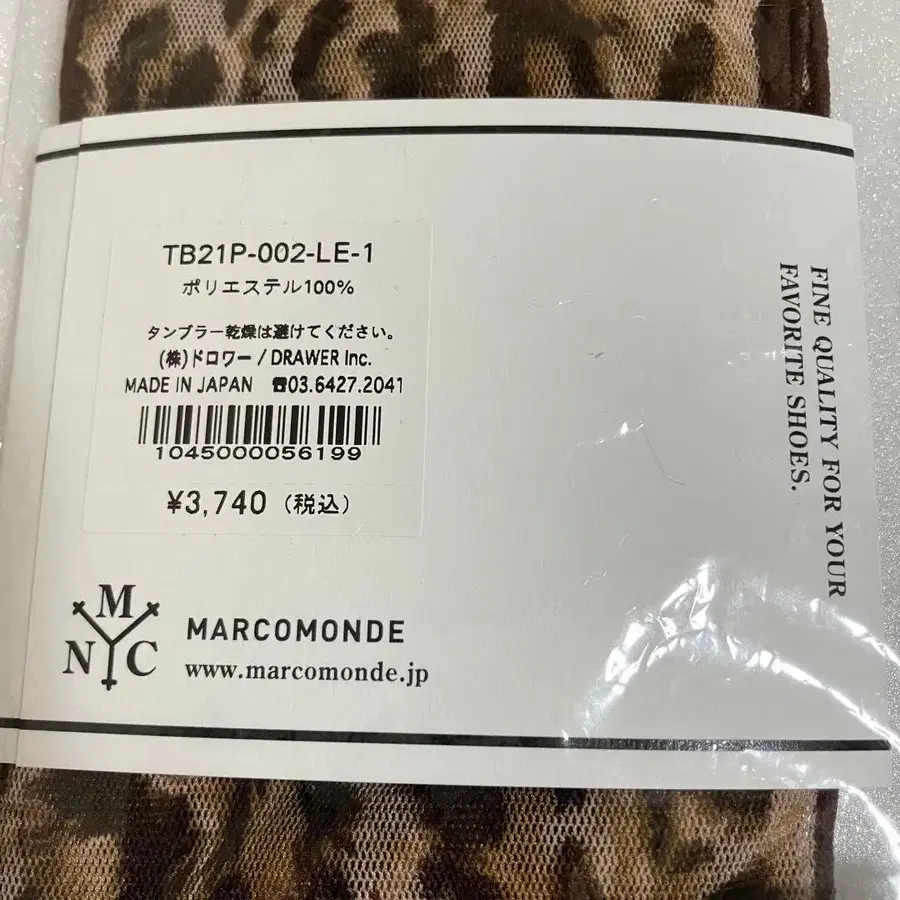 TB21P-002-LE-1
ポリエステル100%
タンブラー乾燥は避けてください。
(株)ドロワー / DRAWER Inc.
MADE IN JAPAN ☎03.6427.2041
1045000056199
¥3,740 (税込)
M
N C
MARCOMONDE
www.marcomonde.jp
FINE QUALITY FOR YOUR
FAVORITE SHOES.